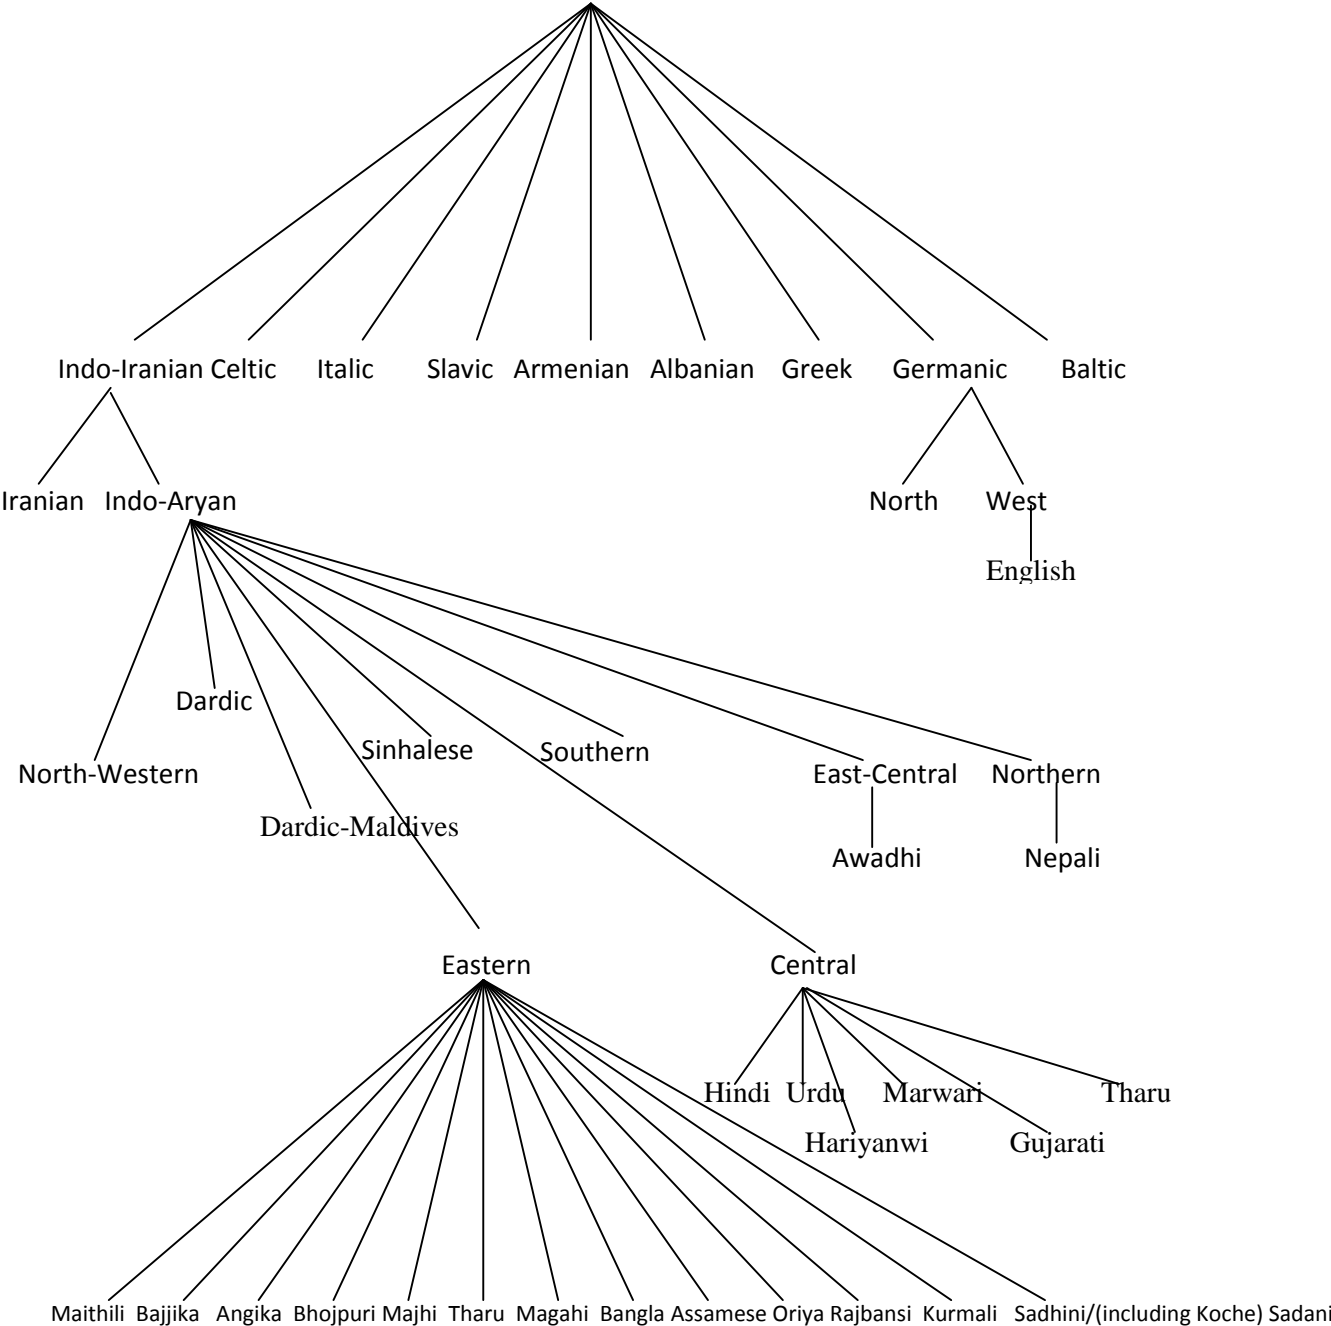 Indo-Iranian Celtic Italic Slavic Armenian Albanian Greek Germanic Baltic
Iranian Indo-Aryan North West
English
Dardic
Sinhalese Southern
North-Western East-Central Northern
Dardic-Maldives
Awadhi Nepali
Eastern Central
Hindi Urdu Marwari Tharu
Hariyanwi Gujarati
Maithili Bajjika Angika Bhojpuri Majhi Tharu Magahi Bangla Assamese Oriya Rajbansi Kurmali Sadhini/(including Koche) Sadani